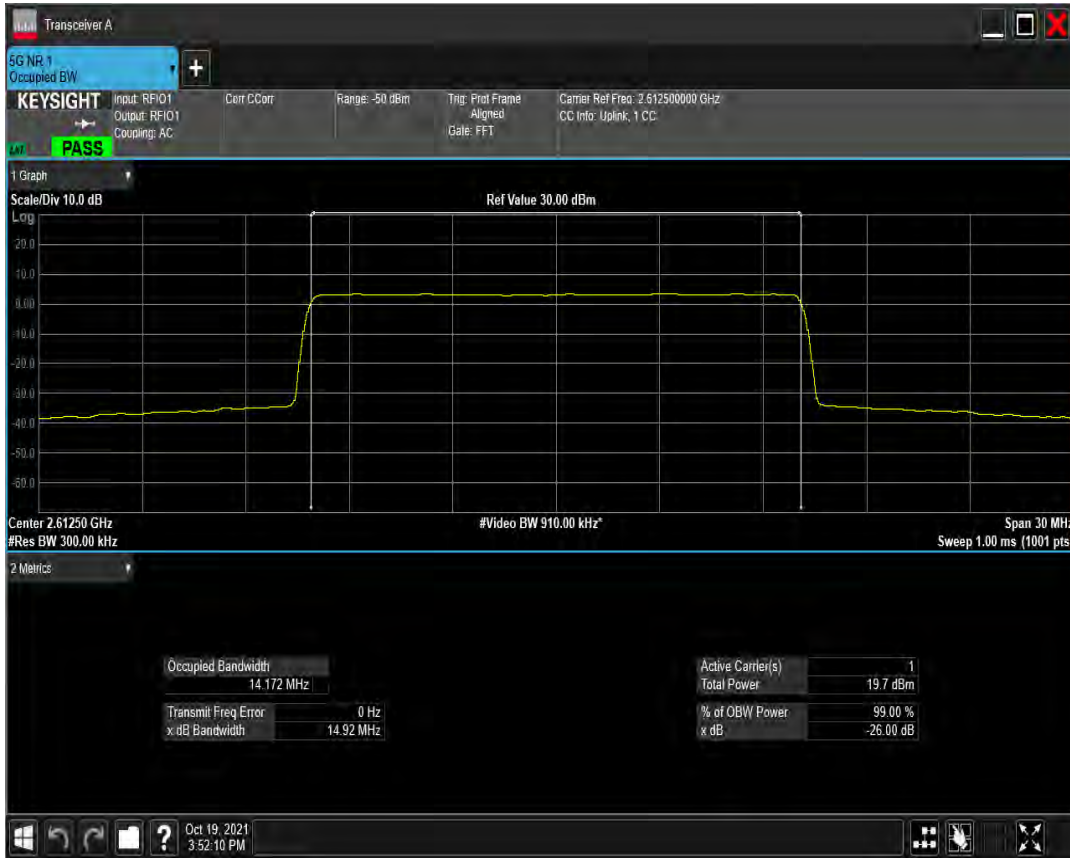 Transceiver A
5G NR 1
Occupied BW
KEYSIGHT
PASS
Input: RFIO1
Output: RFIO1
Coupling: AC
Corr CCorr
Range: -50 dBm
Trig: Prot Frame
Aligned
Gate: FFT
Carrier Ref Freq: 2.612500000 GHz
CC Info: Uplink, 1 CC
1 Graph
Scale/Div 10.0 dB
Ref Value 30.00 dBm
Log
20.0
10.0
0.00
-10.0
-20.0
-30.0
-40.0
-50.0
-60.0
Center 2.61250 GHz
#Video BW 910.00 kHz*
Span 30 MHz
#Res BW 300.00 kHz
Sweep 1.00 ms (1001 pts
2 Metrics
Occupied Bandwidth
14.172 MHz
Transmit Freq Error 0 Hz
x dB Bandwidth 14.92 MHz
Active Carrier(s) 1
Total Power 19.7 dBm
% of OBW Power 99.00 %
x dB -26.00 dB
Oct 19, 2021
3:52:10 PM